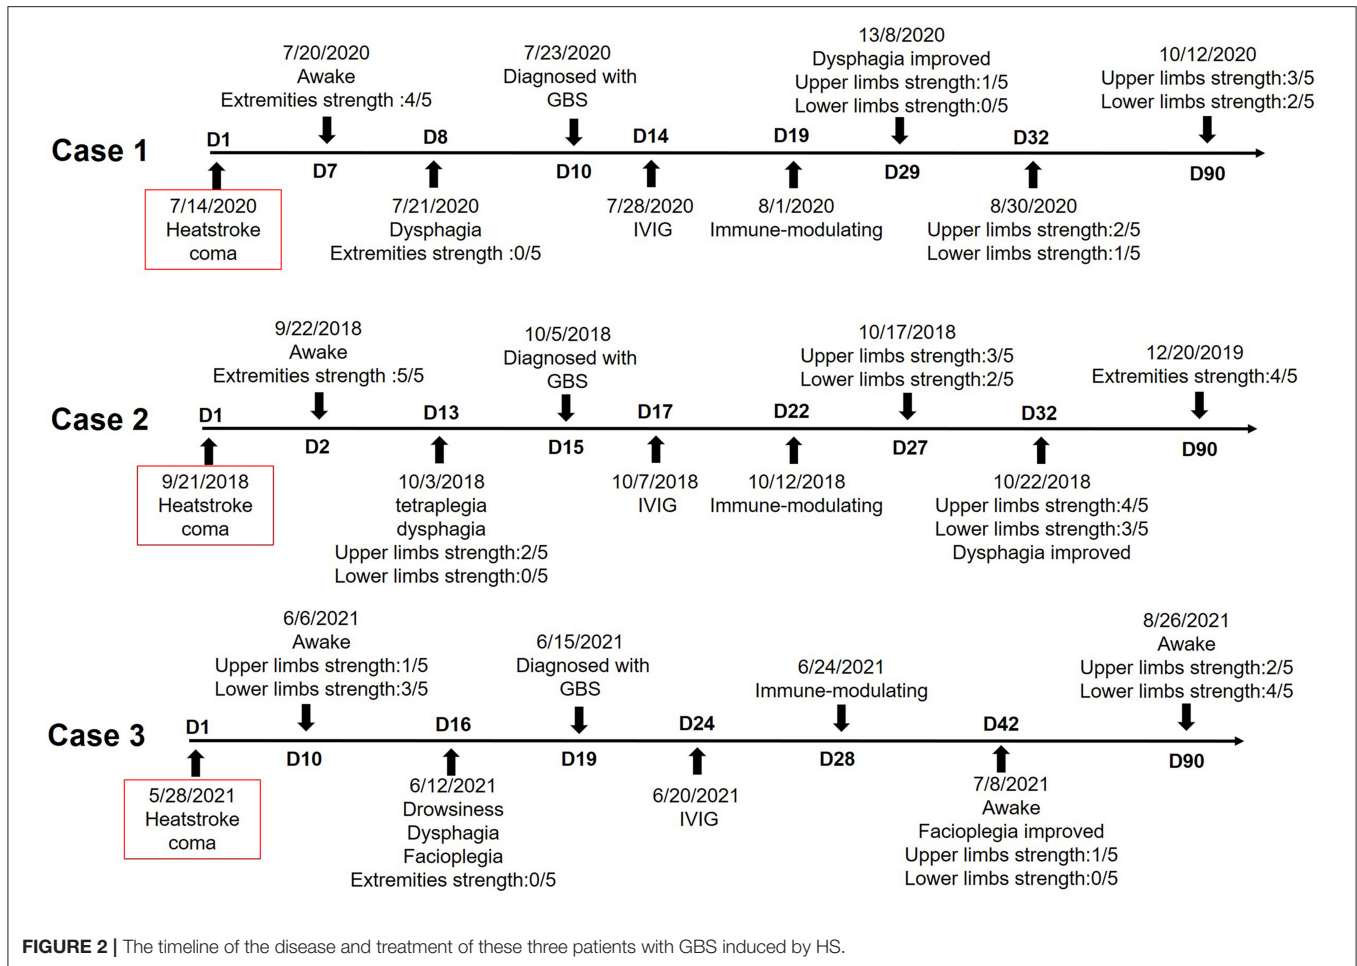 7/20/2020
Awake
Extremities strength :4/5
7/23/2020
Diagnosed with
GBS
13/8/2020
Dysphagia improved
Upper limbs strength:1/5
Lower limbs strength:0/5
10/12/2020
Upper limbs strength:3/5
Lower limbs strength:2/5
Case 1
D1
D7
D8
D10
D14
D19
D29
D32
D90
7/14/2020
Heatstroke
coma
7/21/2020
Dysphagia
Extremities strength :0/5
7/28/2020
IVIG
8/1/2020
Immune-modulating
8/30/2020
Upper limbs strength:2/5
Lower limbs strength:1/5
9/22/2018
Awake
Extremities strength :5/5
10/5/2018
Diagnosed with
GBS
10/17/2018
Upper limbs strength:3/5
Lower limbs strength:2/5
12/20/2019
Extremities strength:4/5
Case 2
D1
D2
D13
D15
D17
D22
D27
D32
D90
9/21/2018
Heatstroke
coma
10/3/2018
tetraplegia
dysphagia
Upper limbs strength:2/5
Lower limbs strength:0/5
10/7/2018
IVIG
10/12/2018
Immune-modulating
10/22/2018
Upper limbs strength:4/5
Lower limbs strength:3/5
Dysphagia improved
6/6/2021
Awake
Upper limbs strength:1/5
Lower limbs strength:3/5
6/15/2021
Diagnosed with
GBS
6/24/2021
Immune-modulating
8/26/2021
Awake
Upper limbs strength:2/5
Lower limbs strength:4/5
Case 3
D1
D10
D16
D19
D24
D28
D42
D90
5/28/2021
Heatstroke
coma
6/12/2021
Drowsiness
Dysphagia
Facioplegia
Extremities strength:0/5
6/20/2021
IVIG
7/8/2021
Awake
Facioplegia improved
Upper limbs strength:1/5
Lower limbs strength:0/5
FIGURE 2 | The timeline of the disease and treatment of these three patients with GBS induced by HS.